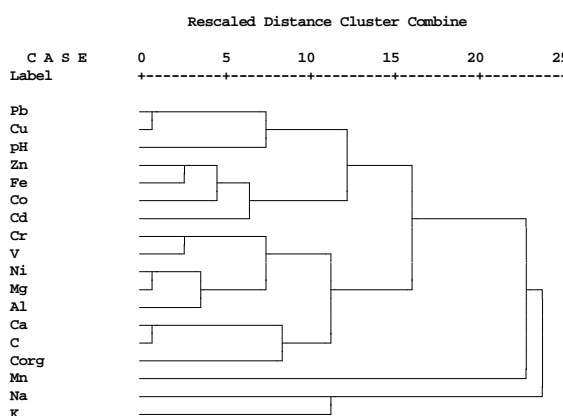 Rescaled Distance Cluster Combine
C A S E 0 5 10 15 20 25
Label +---------+---------+---------+---------+---------+
Pb
Cu
pH
Zn
Fe
Co
Cd
Cr
V
Ni
Mg
Al
Ca
C
Corg
Mn
Na
K